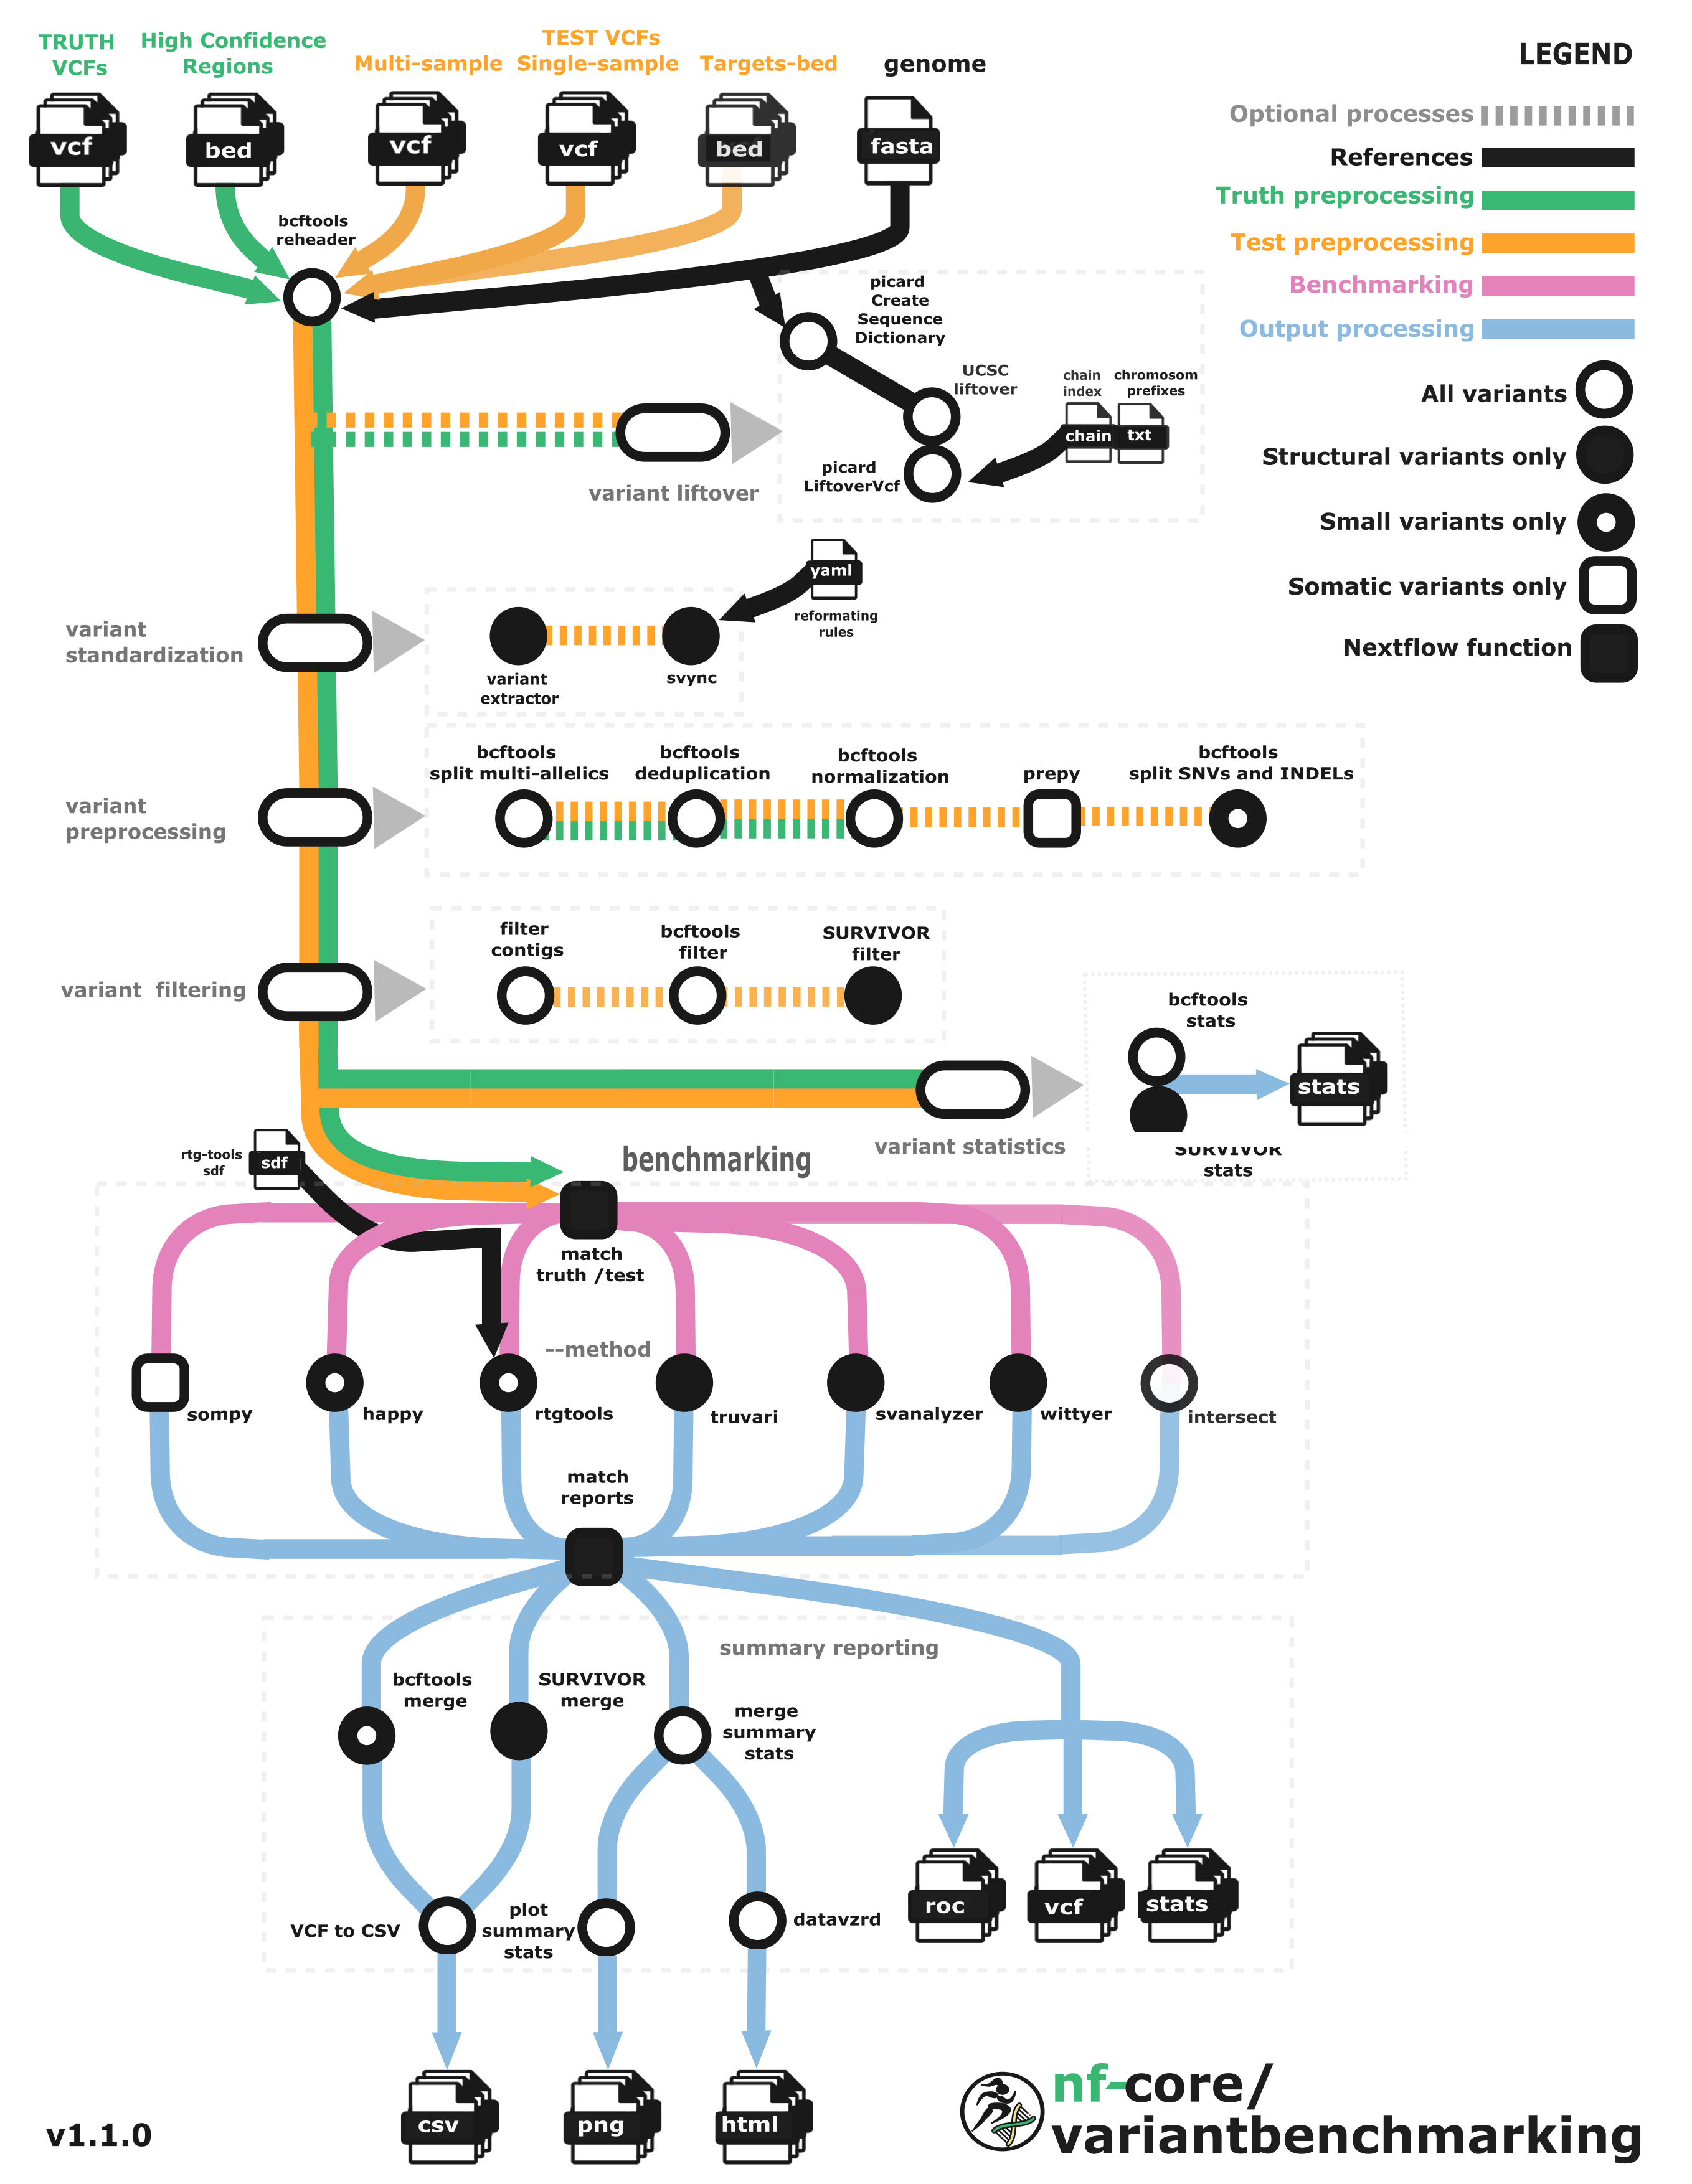 TRUTH
VCFs
High Confidence
Regions
Multi-sample
TEST VCFs
Single-sample
Targets-bed
genome
vcf
bed
vcf
vcf
bed
fasta
LEGEND
Optional processes
References
Truth preprocessing
Test preprocessing
Benchmarking
Output processing
All variants
Structural variants only
Small variants only
Somatic variants only
Nextflow function
bcftools
reheader
picard
Create
Sequence
Dictionary
UCSC
liftover
chain
index
chromosom
prefixes
chain
txt
picard
LiftoverVcf
variant liftover
yaml
reformating
rules
variant
standardization
variant
extractor
svync
variant
preprocessing
bcftools
split multi-allelics
bcftools
deduplication
bcftools
normalization
prepy
bcftools
split SNVs and INDELs
variant filtering
filter
contigs
bcftools
filter
SURVIVOR
filter
bcftools
stats
stats
SURVIVOR
stats
variant statistics
rtg-tools
sdf
sdf
benchmarking
match
truth /test
--method
sompy
happy
rtgtools
truvari
svanalyzer
wittyer
intersect
match
reports
summary reporting
bcftools
merge
SURVIVOR
merge
merge
summary
stats
VCF to CSV
plot
summary
stats
datavzrd
roc
vcf
stats
csv
png
html
v1.1.0
nf-core/
variantbenchmarking